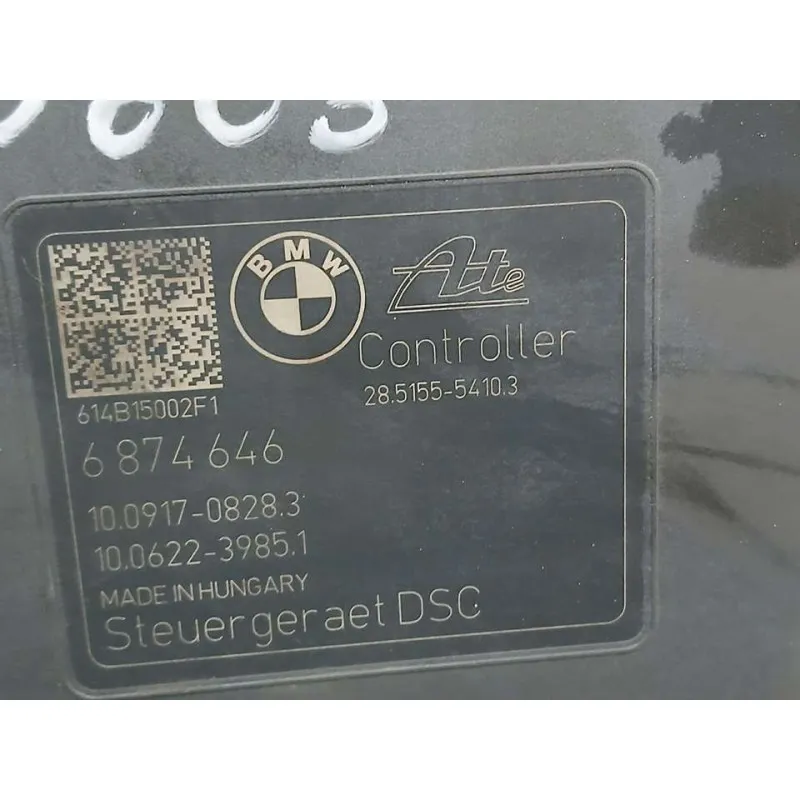 BMW
Ate
Controller
28.5155-5410.3
614B15002F1
6 874 646
10.0917-0828.3
10.0622-3985.1
MADE IN HUNGARY
Steuergeraet DSC